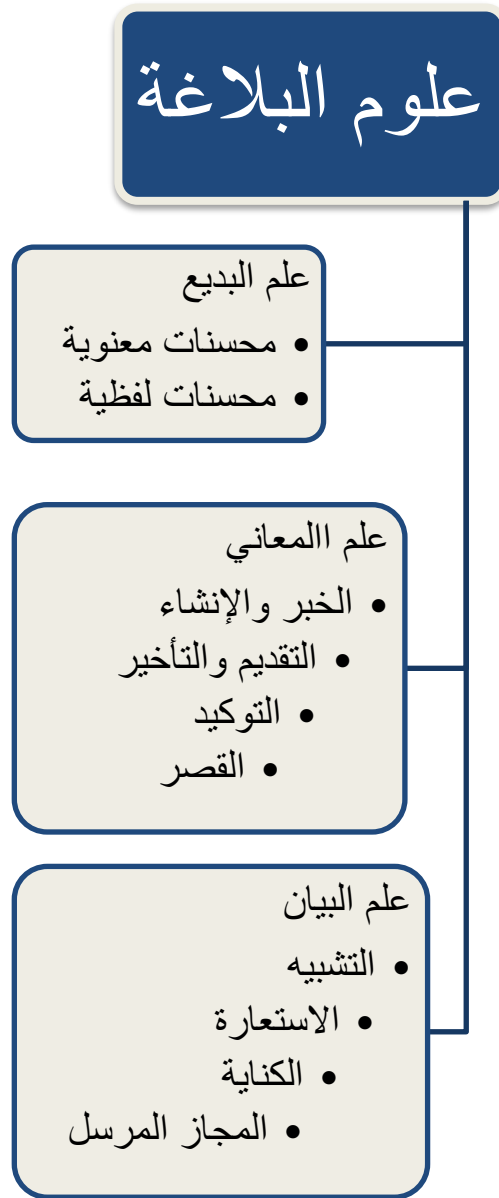 علوم البلاغة
علم البديع
• محسنات معنوية
• محسنات لفظية
علم االمعاني
• الخبر والإنشاء
• التقديم والتأخير
• التوكيد
• القصر
علم البيان
• التشبيه
• الاستعارة
• الكناية
• المجاز المرسل